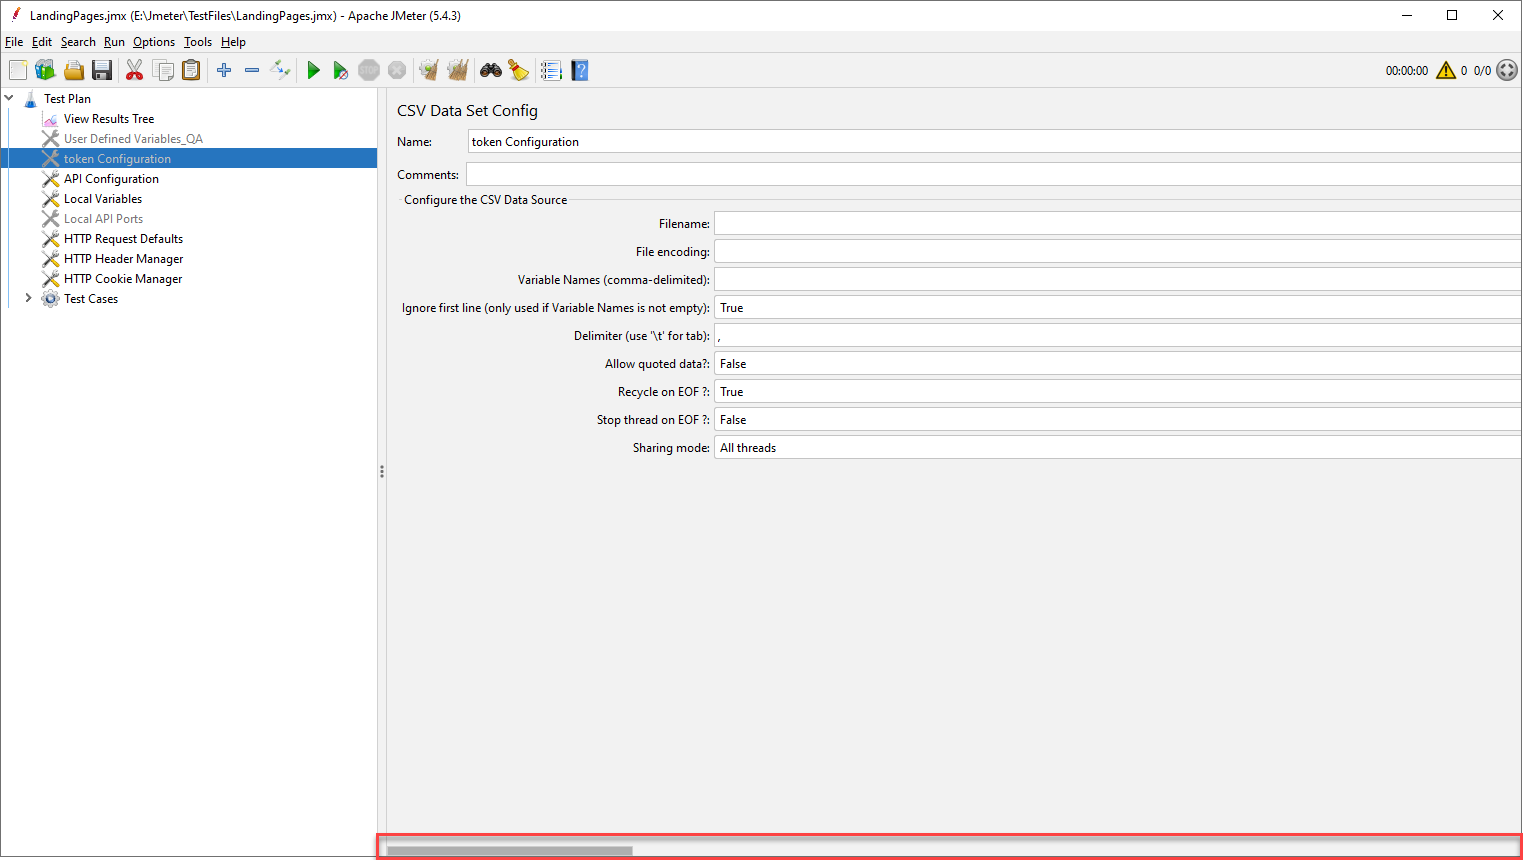 LandingPages.jmx (E:\Jmeter\TestFiles\LandingPages.jmx) - Apache JMeter (5.4.3)
File Edit Search Run Options Tools Help
STOP 00:00:00 0 0/0
Test Plan
View Results Tree
User Defined Variables_QA
token Configuration
API Configuration
Local Variables
Local API Ports
HTTP Request Defaults
HTTP Header Manager
HTTP Cookie Manager
Test Cases
CSV Data Set Config
Name: token Configuration
Comments:
Configure the CSV Data Source
Filename:
File encoding:
Variable Names (comma-delimited):
Ignore first line (only used if Variable Names is not empty): True
Delimiter (use '\t' for tab): ,
Allow quoted data?: False
Recycle on EOF ?: True
Stop thread on EOF ?: False
Sharing mode: All threads